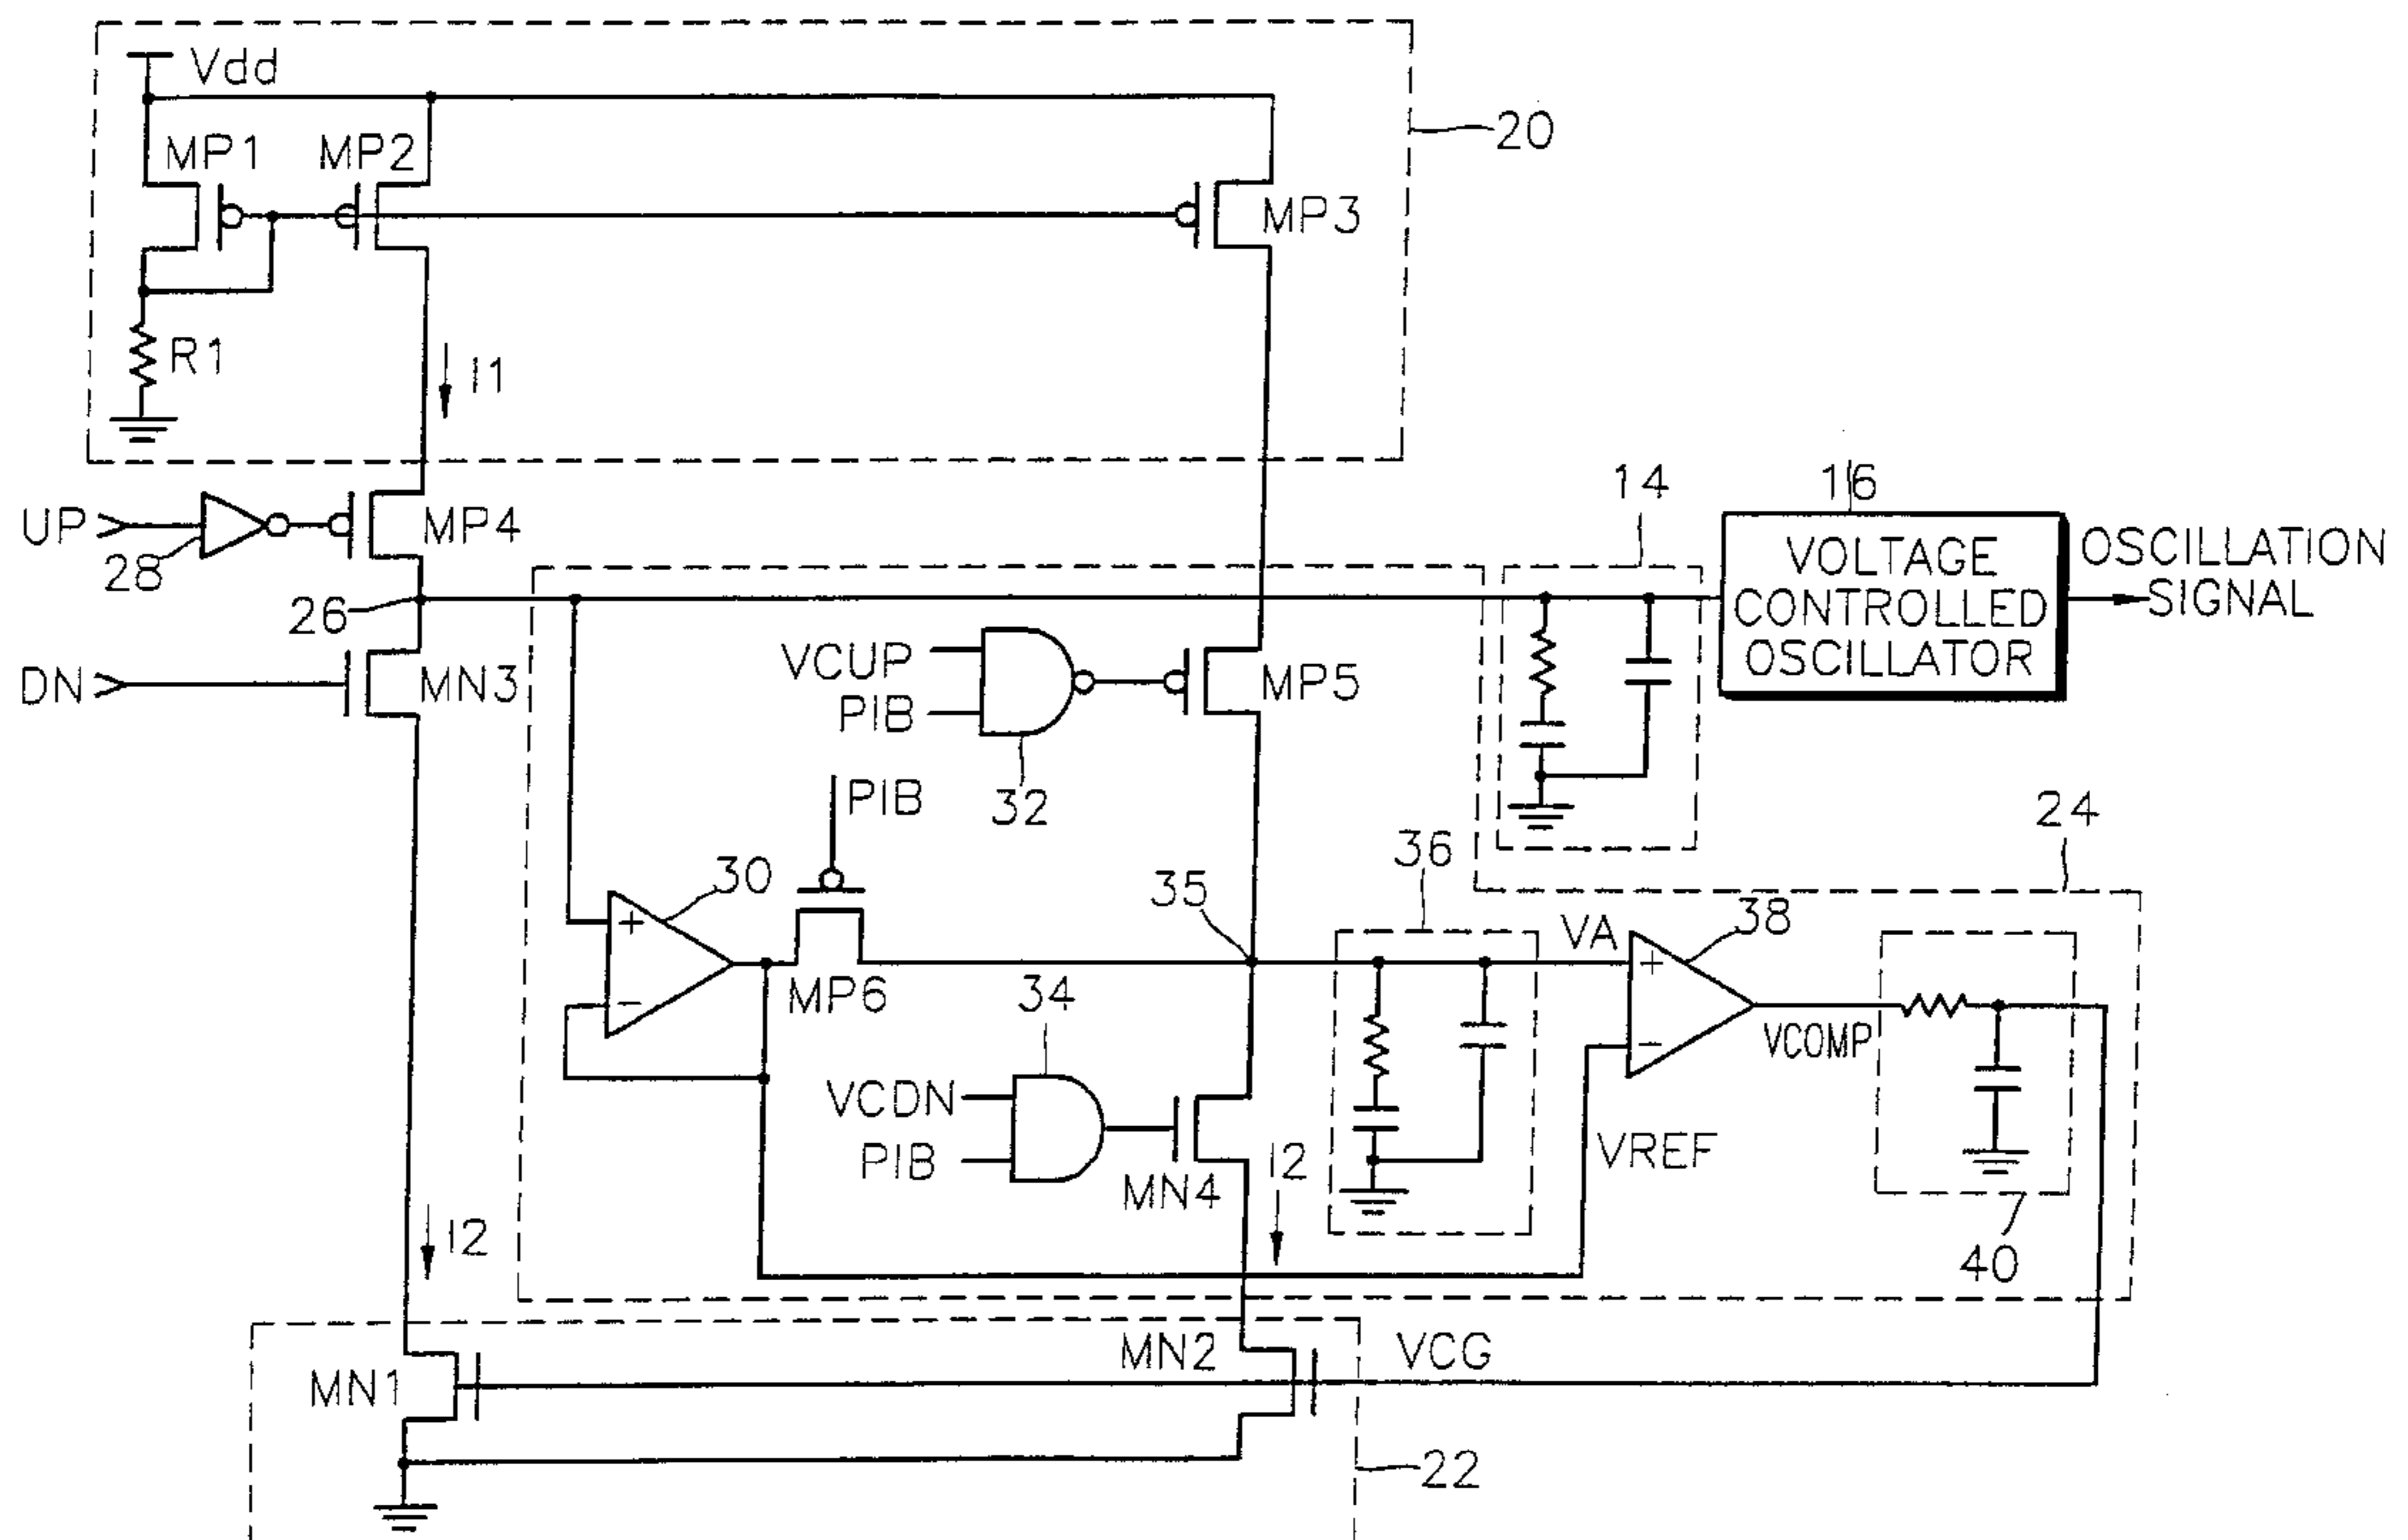 Vdd
MP1
MP2
20
MP3
R1
I1
14
16
UP
28
MP4
VOLTAGE
CONTROLLED
OSCILLATOR
OSCILLATION
SIGNAL
26
DN
MN3
VCUP
PIB
MP5
32
PIB
24
36
30
35
VA
38
+
−
MP6
34
+
−
VCOMP
VCDN
PIB
MN4
I2
VREF
I2
40
MN1
MN2
VCG
22